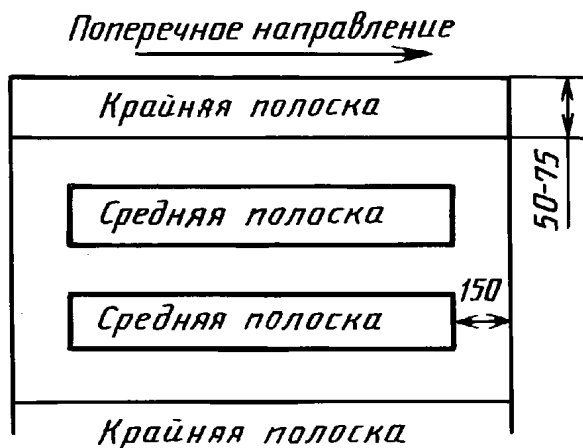 Поперечное направление
Крайняя полоска
50-75
Средняя полоска
150
Средняя полоска
Крайняя полоска